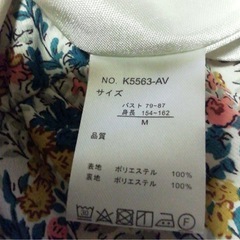 NO. K5563-AV
サイズ
バスト 79-87
身長 154-162
M
品質
表地 ポリエステル 100%
裏地 ポリエステル 100%